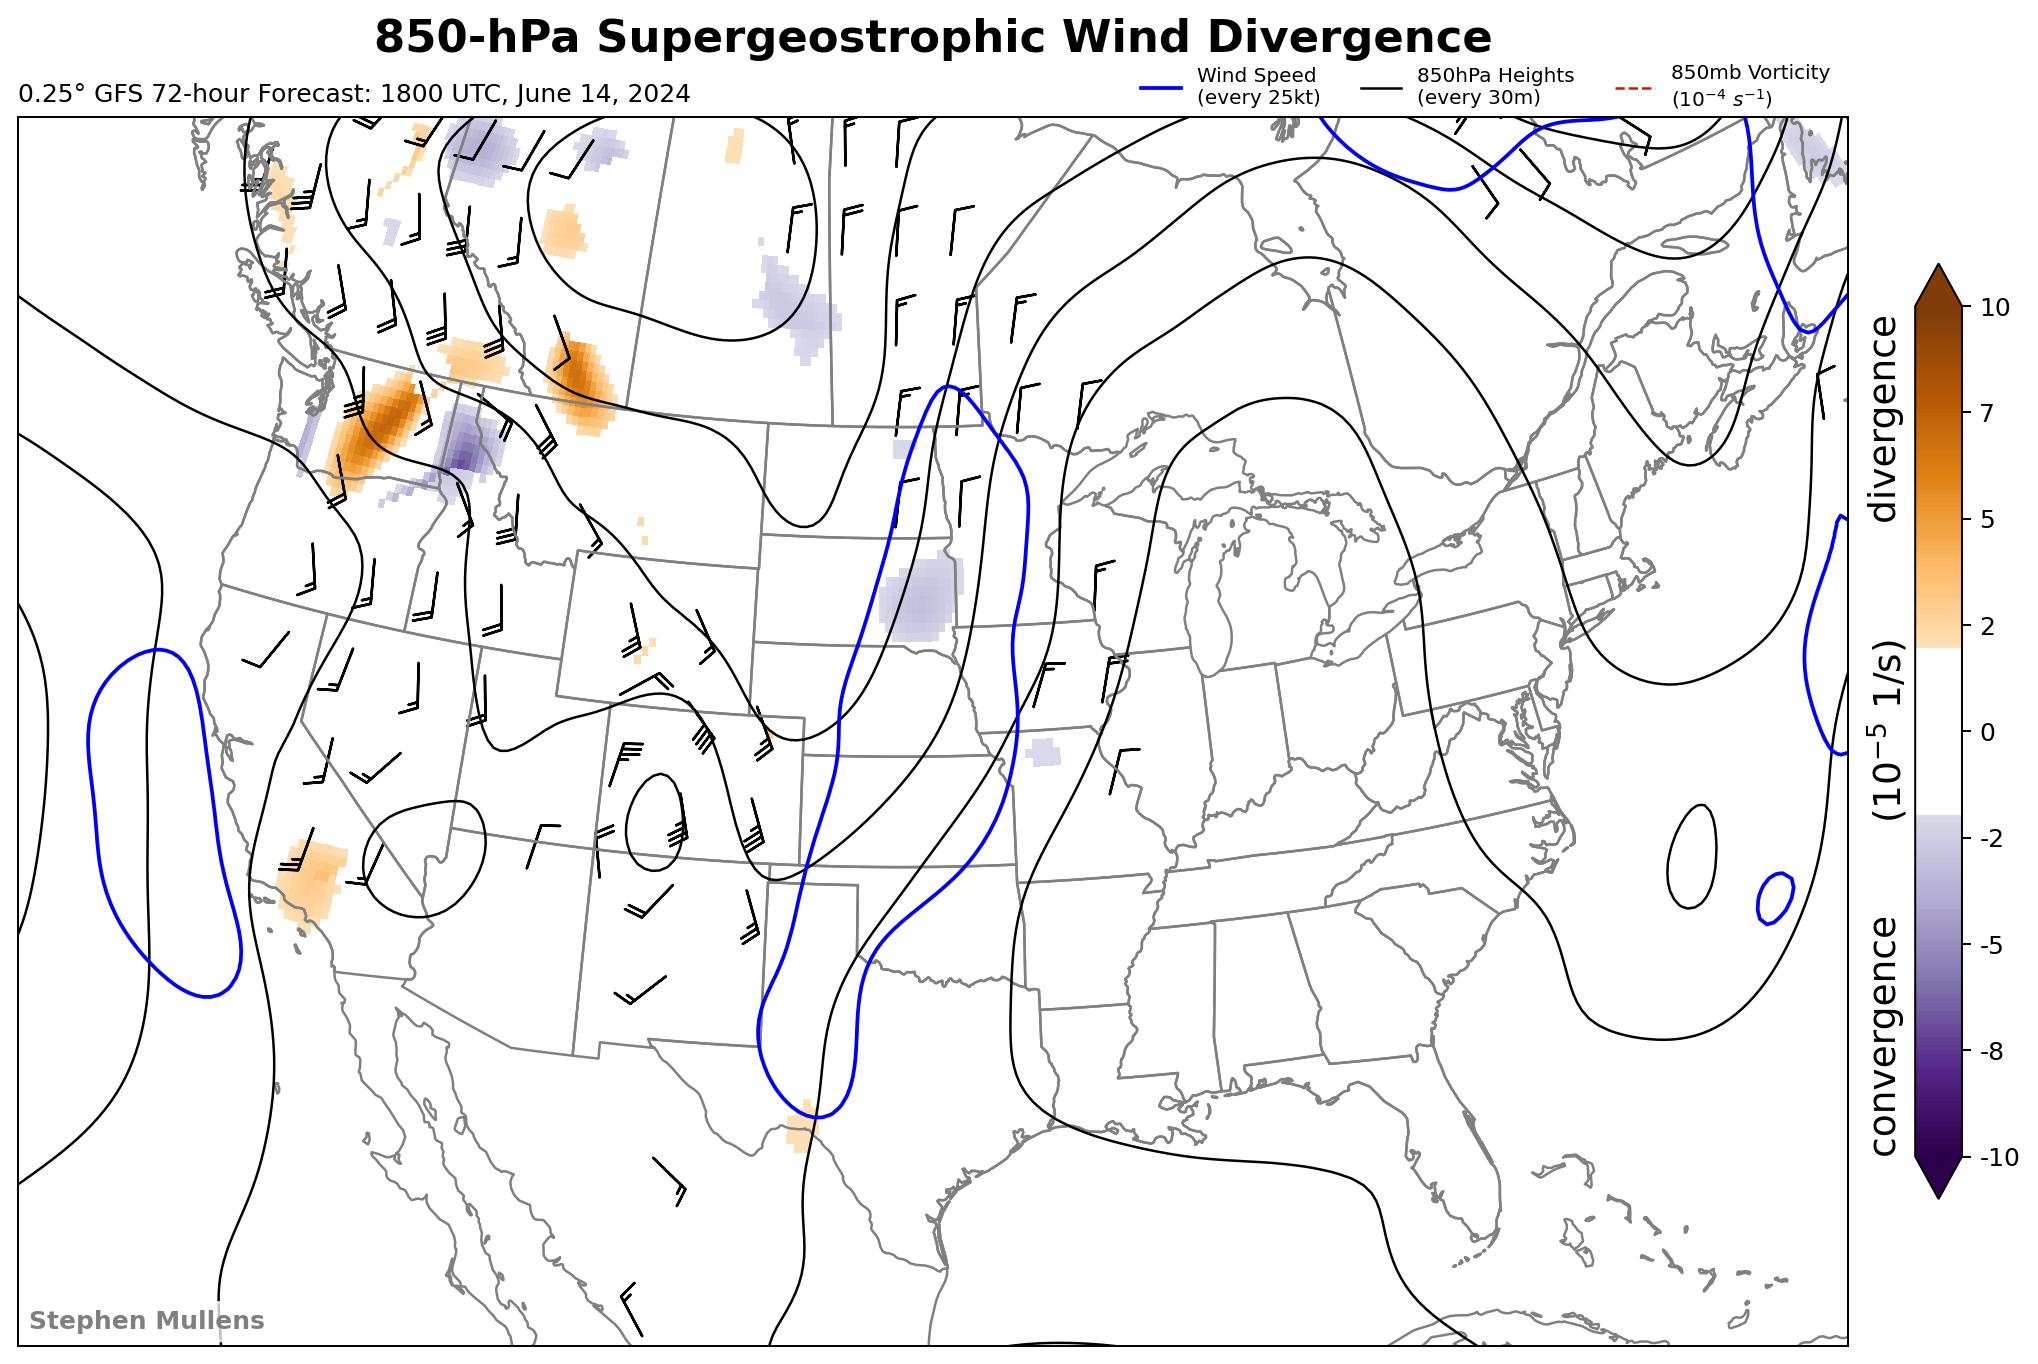 850-hPa Supergeostrophic Wind Divergence
0.25° GFS 72-hour Forecast: 1800 UTC, June 14, 2024
Wind Speed
(every 25kt)
850hPa Heights
(every 30m)
850mb Vorticity
(10⁻⁴ s⁻¹)
10
7
5
2
0
-2
-5
-8
-10
convergence (10⁻⁵ 1/s) divergence
Stephen Mullens